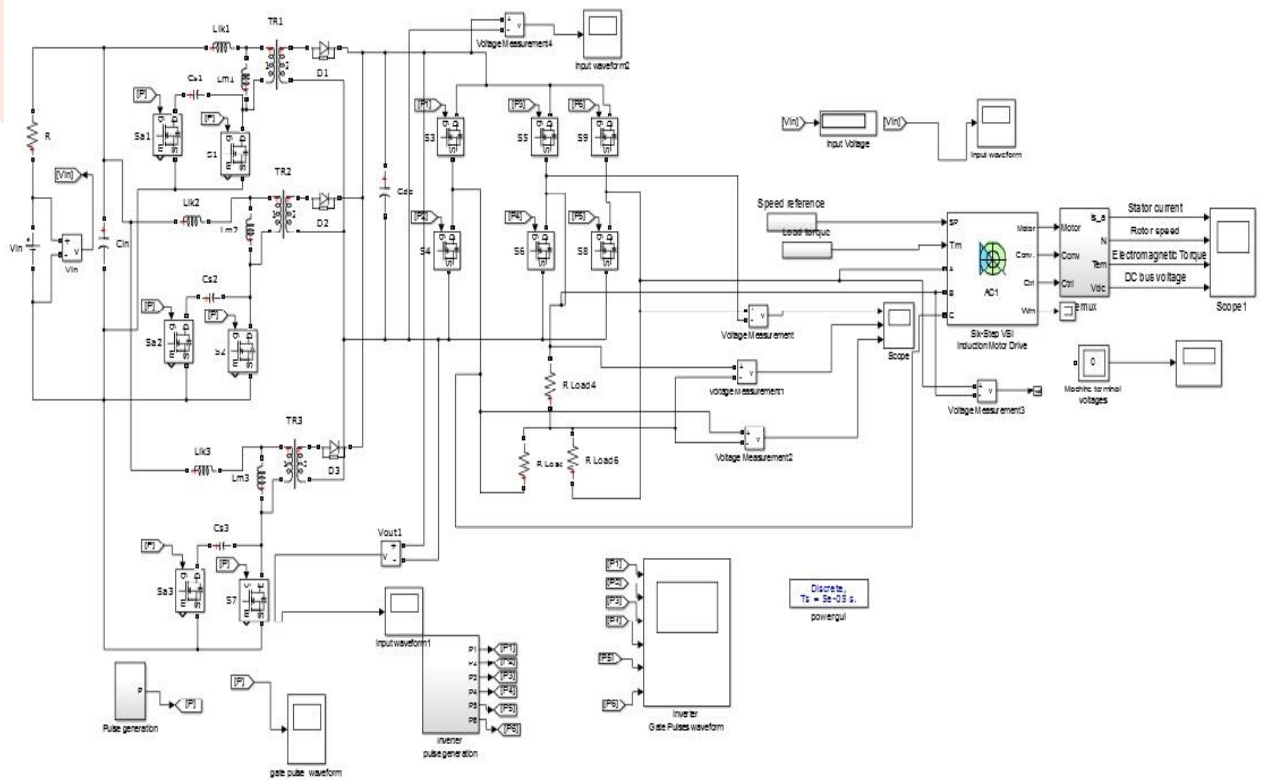 Llk1
TR1
D1
Lm1
Cs1
[P]
[P]
Sa1
S1
R
[Vin]
Vin
Vin
Cin
Llk2
TR2
D2
Cs2
[P]
[P]
Sa2
Llk3
TR3
D3
Lm3
Cs3
[P]
[P]
Sa3
S7
Cdc
Voltage Measurement4
Input waveform2
[P1]
[P3]
[P6]
S3
S5
S9
[P2]
[P4]
[P5]
S4
S6
S8
[Vin]
Input Voltage
[Vin]
Input waveform
Speed reference
Load torque
SP
Tm
A
B
C
Motor
Conv.
Ctrl
Wm
AC1
Six-Step VSI
Induction Motor Drive
Motor
Conv
Ctrl
is_a
N
Tem
Vdc
Stator current
Rotor speed
Electromagnetic Torque
DC bus voltage
Scope1
emux
Voltage Measurement
Scope
Voltage Measurement1
Voltage Measurement2
Voltage Measurement3
0
Machine terminal
voltages
R Load4
R Load6
Vout1
Input waveform1
P1
P3
P4
P5
P6
[P1]
[P2]
[P3]
[P4]
[P5]
[P6]
Inverter
pulse generation
[P1]
[P2]
[P3]
[P4]
[P5]
[P6]
Inverter
Gate Pulses waveform
Discrete,
Ts = 5e-05 s.
powergui
P
[P]
Pulse generation
[P]
gate pulse waveform